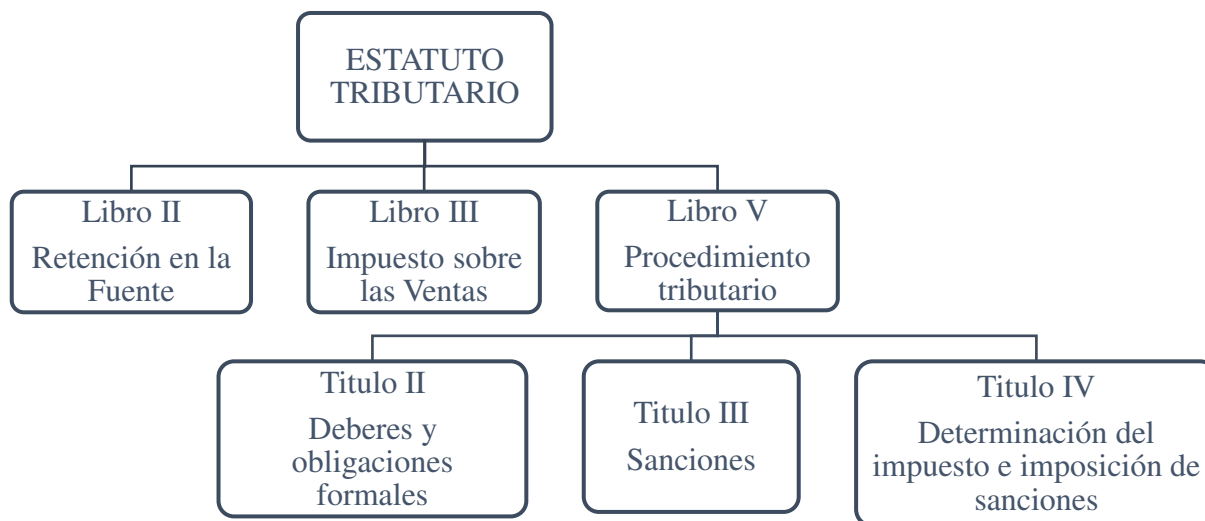 ESTATUTO
TRIBUTARIO
Libro II
Retención en la
Fuente
Libro III
Impuesto sobre
las Ventas
Libro V
Procedimiento
tributario
Titulo II
Deberes y
obligaciones
formales
Titulo III
Sanciones
Titulo IV
Determinación del
impuesto e imposición de
sanciones